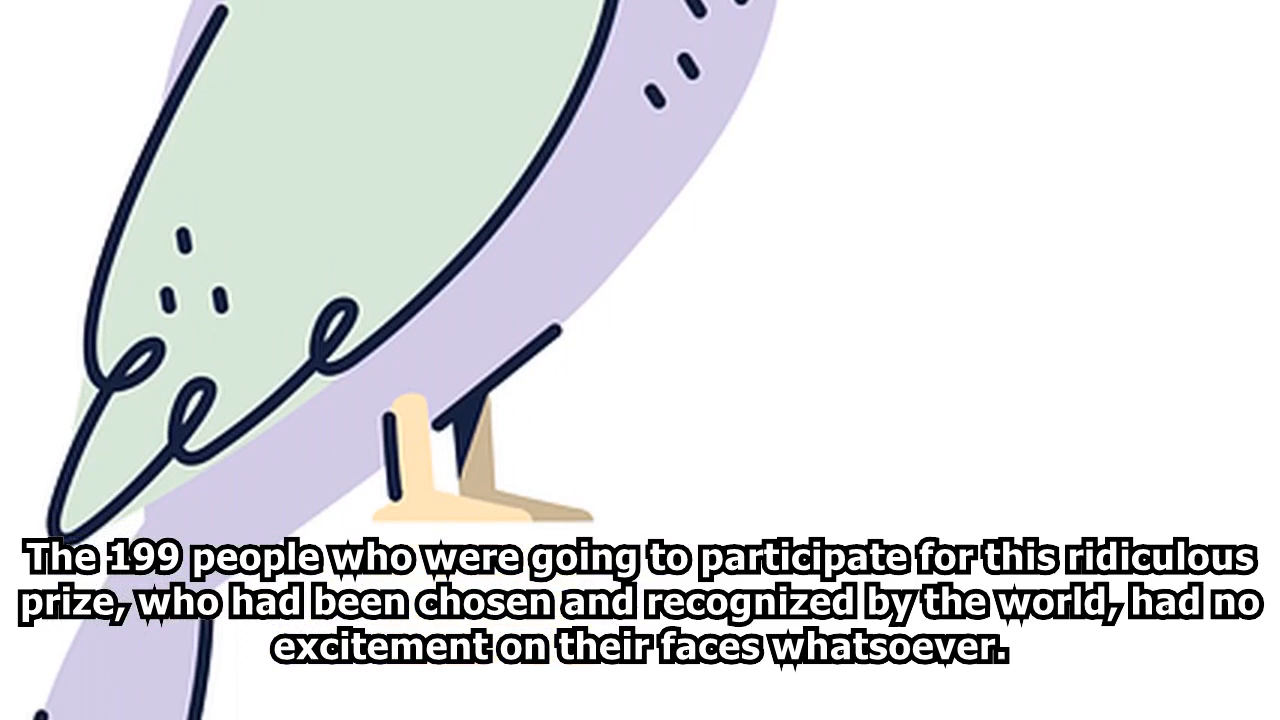 The 199 people who were going to participate for this ridiculous
prize, who had been chosen and recognized by the world, had no
excitement on their faces whatsoever.